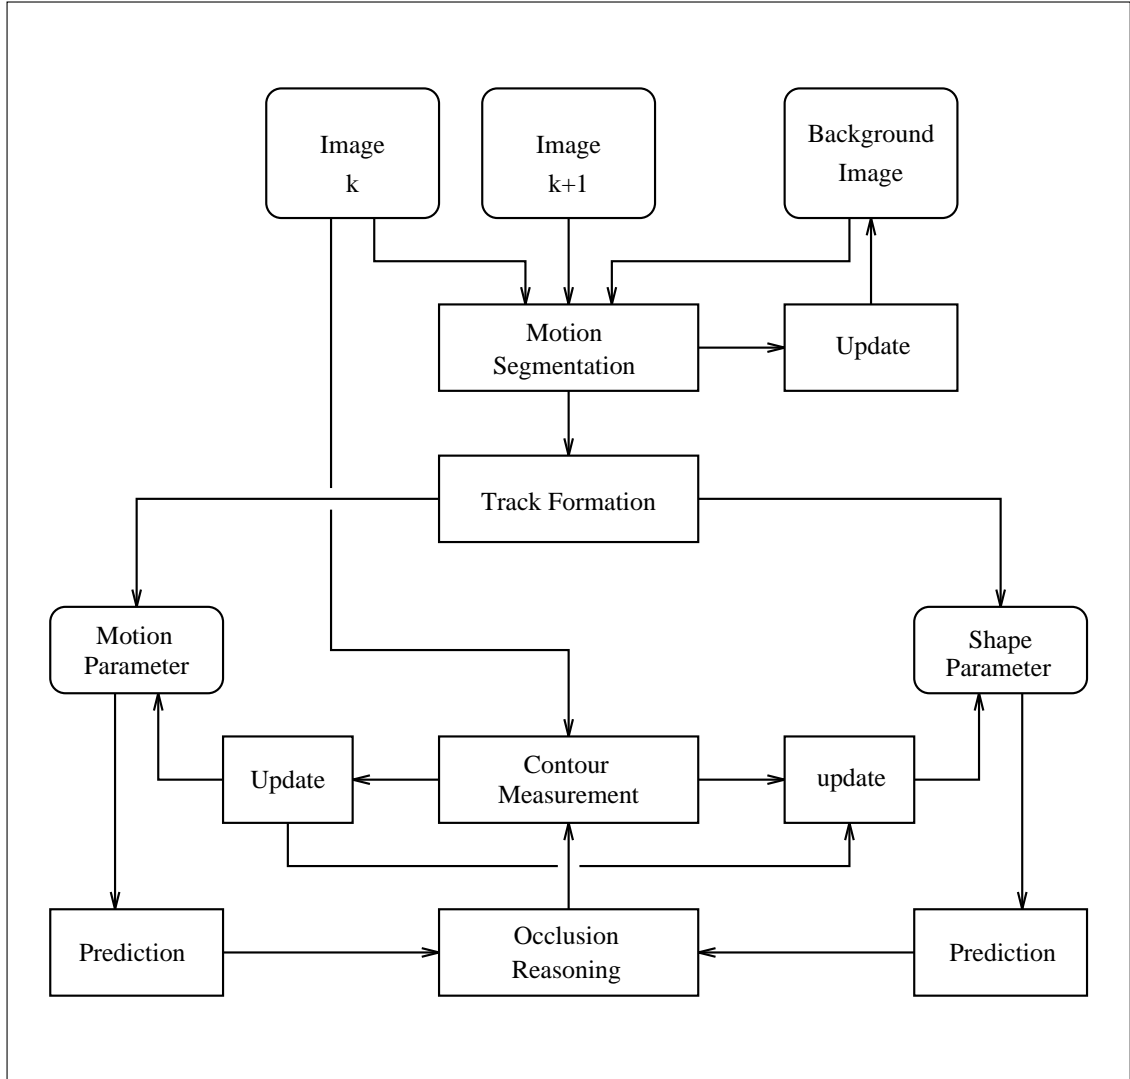 Image
k
Image
k+1
Background
Image
Motion
Segmentation
Update
Track Formation
Motion
Parameter
Shape
Parameter
Update
Contour
Measurement
update
Prediction
Occlusion
Reasoning
Prediction